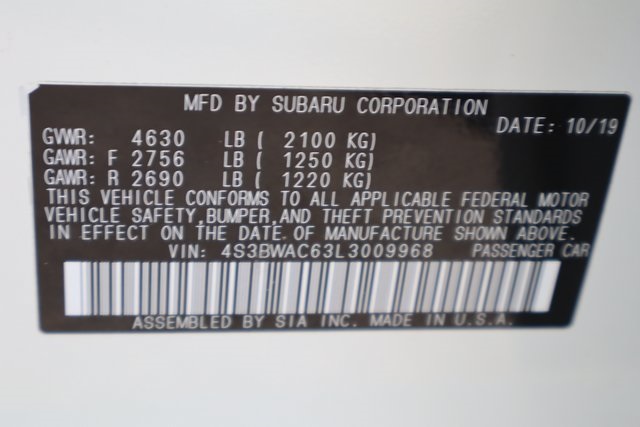 MFD BY SUBARU CORPORATION
DATE: 10/19
GVWR: 4630 LB ( 2100 KG)
GAWR: F 2756 LB ( 1250 KG)
GAWR: R 2690 LB ( 1220 KG)
THIS VEHICLE CONFORMS TO ALL APPLICABLE FEDERAL MOTOR
VEHICLE SAFETY,BUMPER,AND THEFT PREVENTION STANDARDS
IN EFFECT ON THE DATE OF MANUFACTURE SHOWN ABOVE.
VIN: 4S3BWAC63L3009968 PASSENGER CAR
ASSEMBLED BY SIA INC. MADE IN U.S.A.